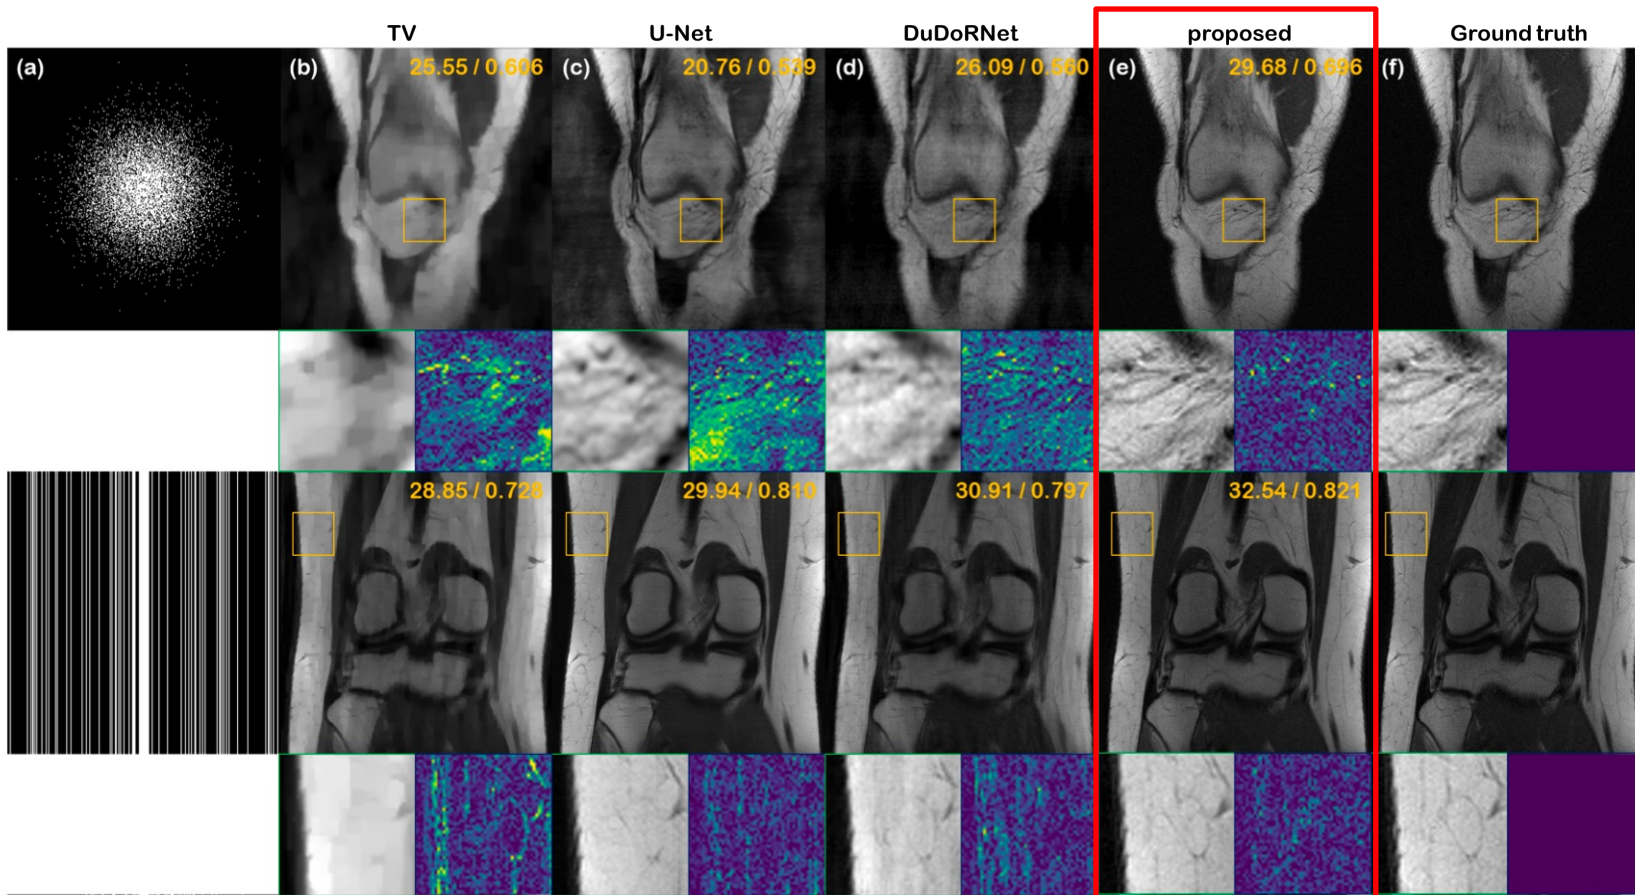 TV U-Net DuDoRNet proposed Ground truth
(a) (b) 25.55 / 0.606 (c) 20.76 / 0.539 (d) 26.09 / 0.560 (e) 29.68 / 0.696 (f)
28.85 / 0.728 29.94 / 0.810 30.91 / 0.797 32.54 / 0.821